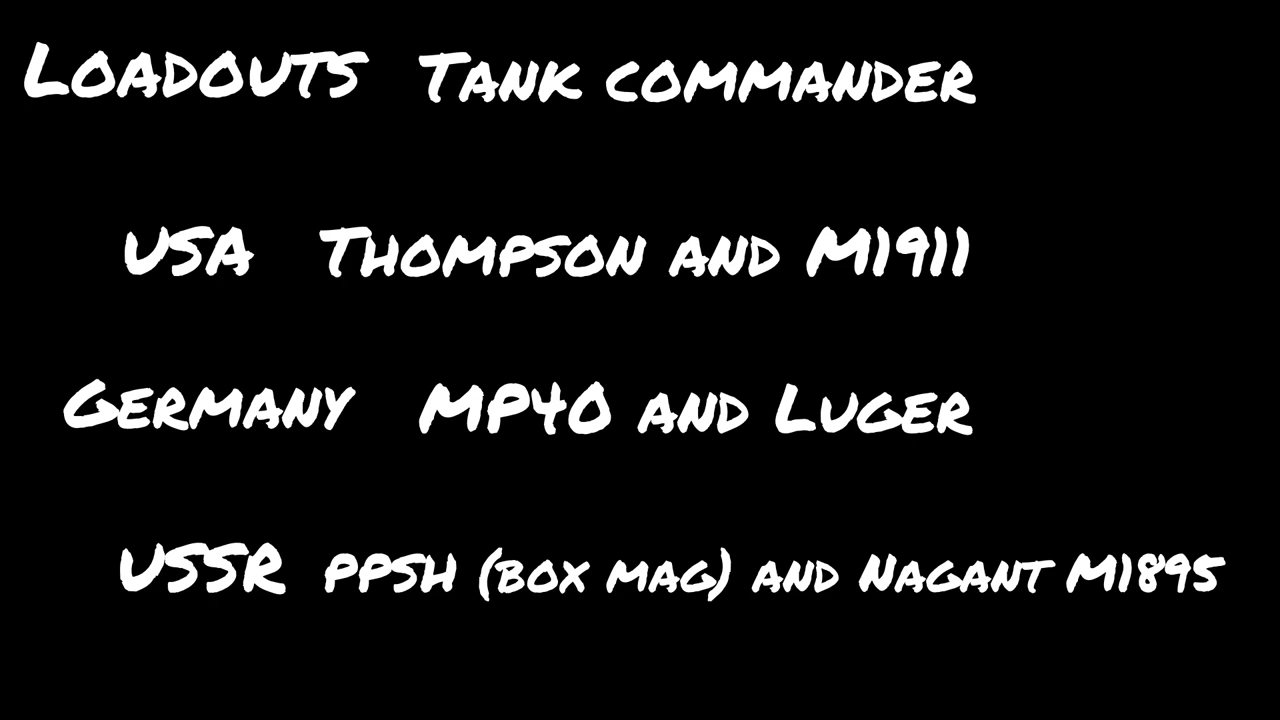 Loadouts Tank commander
USA Thompson and M1911
Germany MP40 and Luger
USSR PPSH (box mag) and Nagant M1895